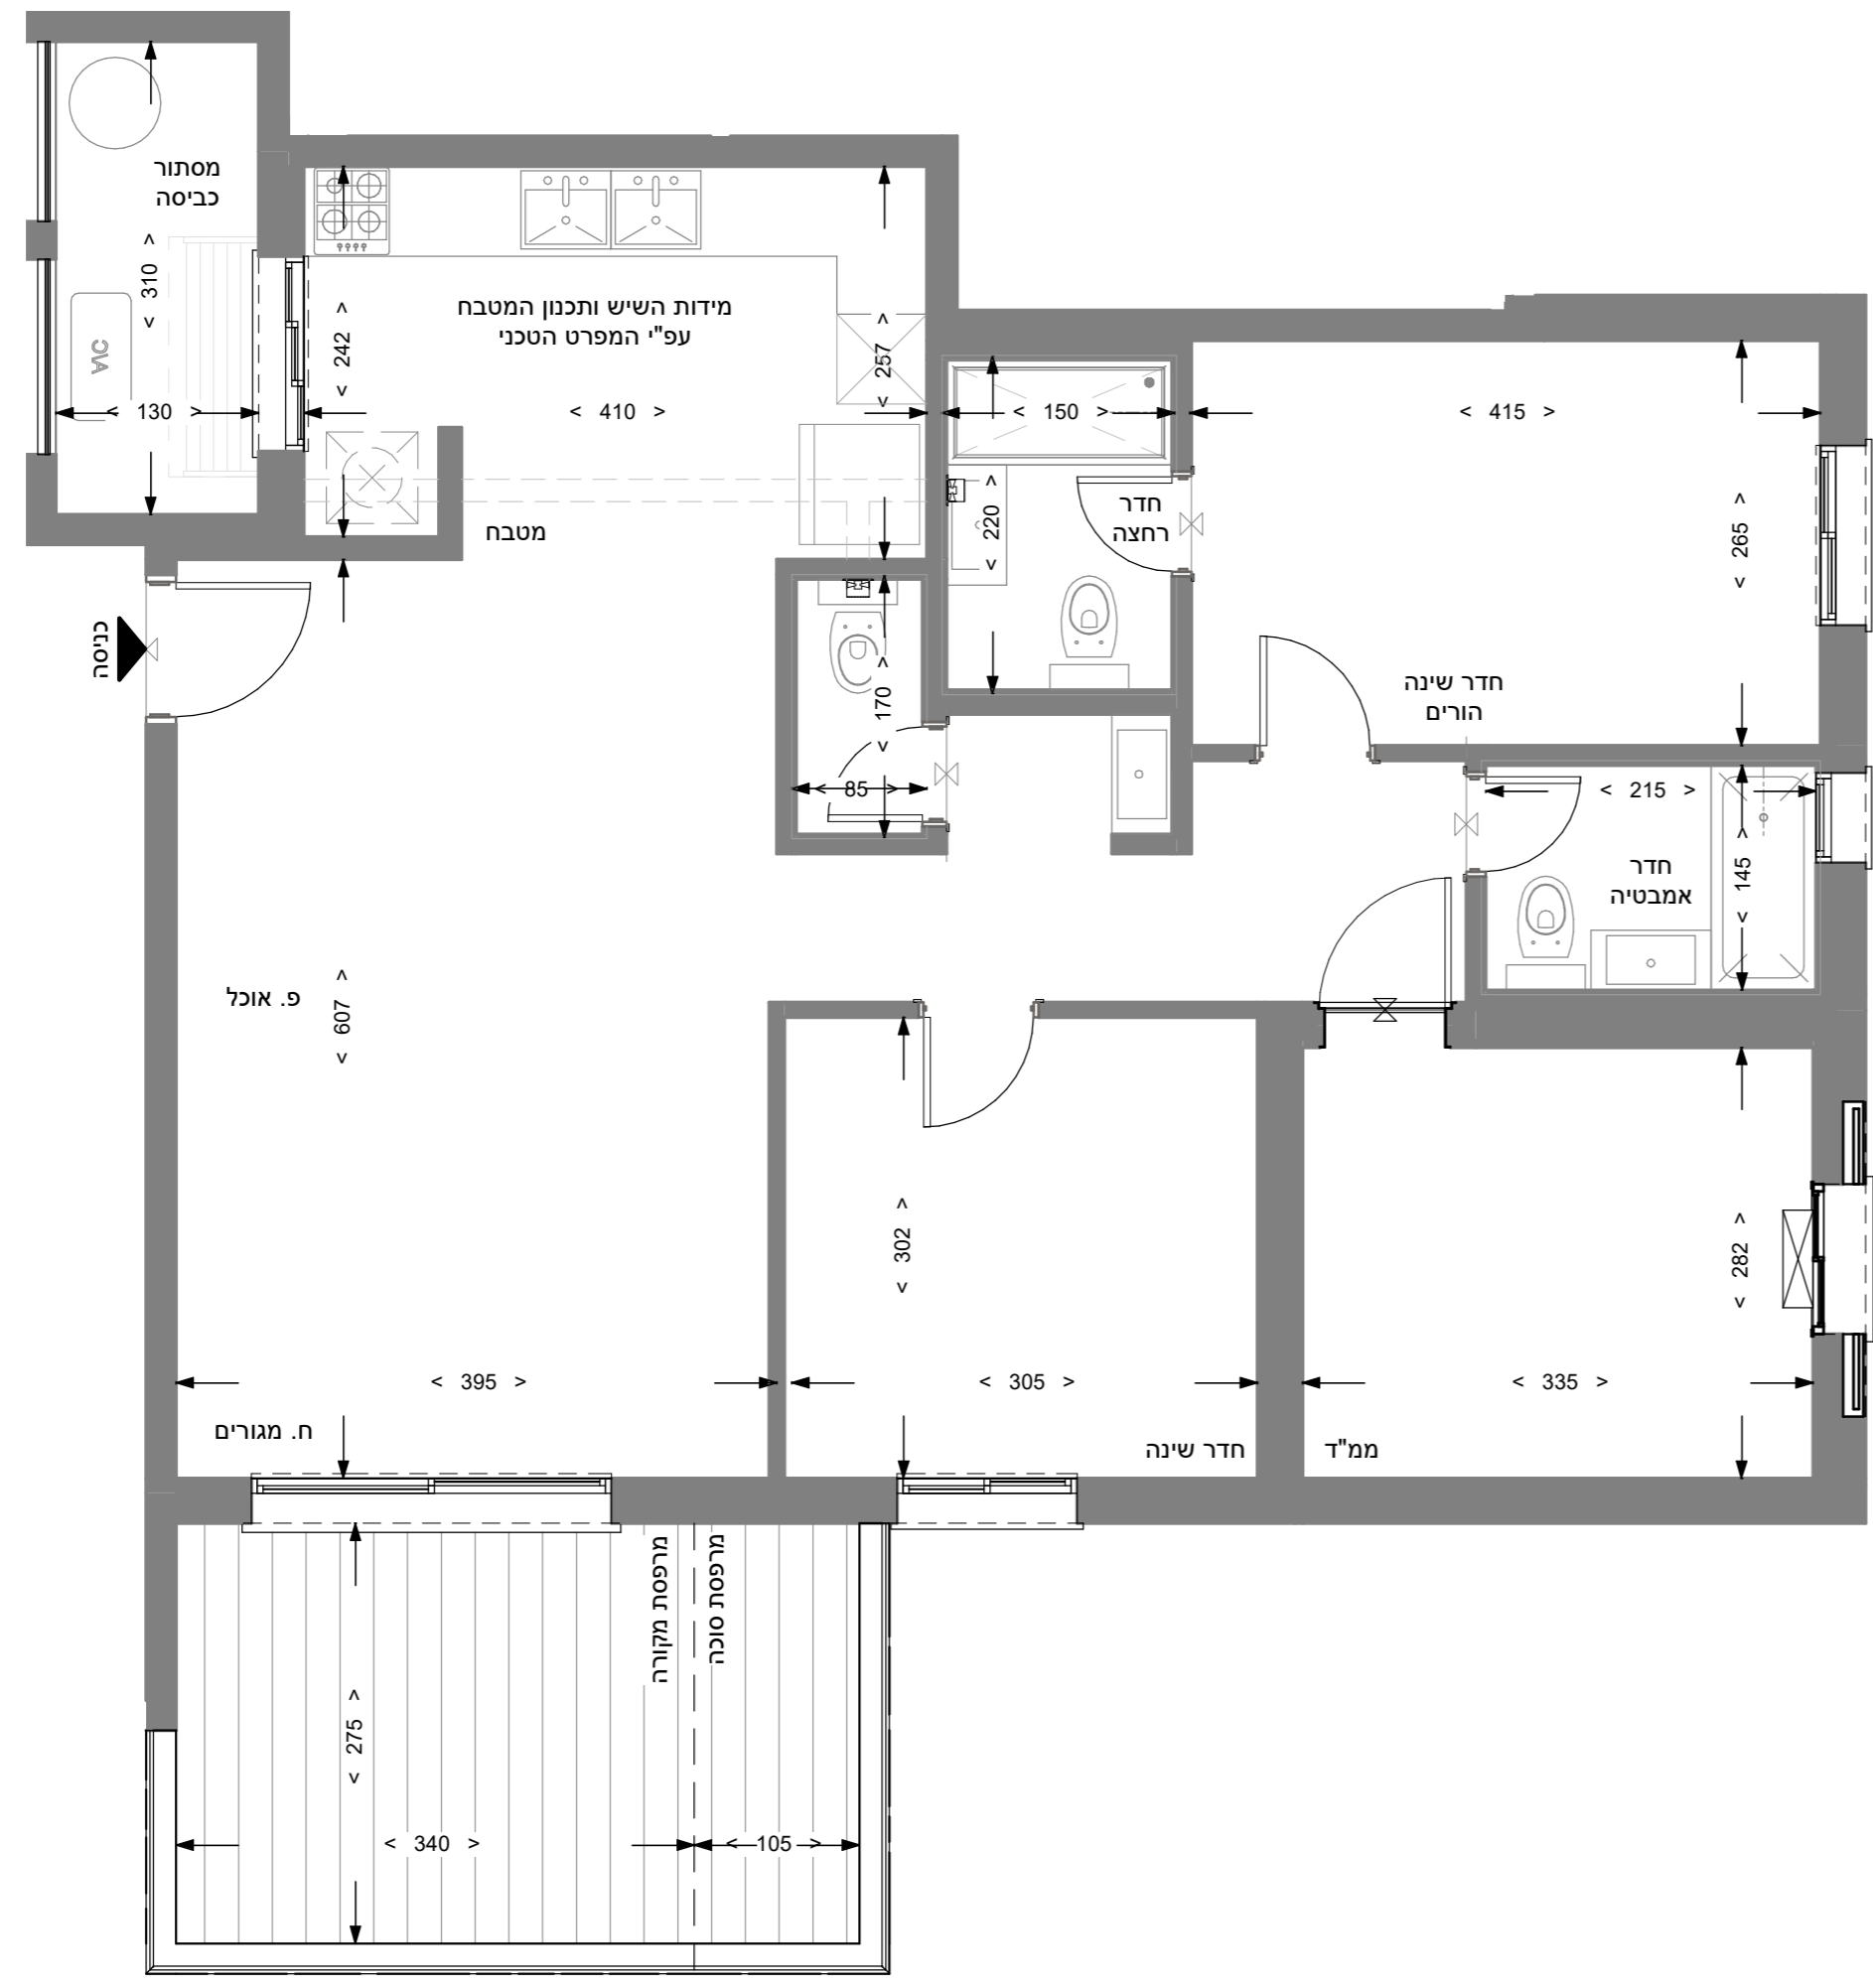 מסתור
כביסה
< 310 >
A\C
< 130 >
מידות השיש ותכנון המטבח
עפ"י המפרט הטכני
< 242 >
< 257 >
< 410 >
מטבח
< 150 >
< 220 >
חדר
רחצה
< 415 >
< 265 >
חדר שינה
הורים
כניסה
< 170 >
< 85 >
< 215 >
< 145 >
חדר
אמבטיה
פ. אוכל
< 607 >
< 302 >
< 282 >
< 395 >
< 305 >
< 335 >
ח. מגורים
חדר שינה
ממ"ד
מרפסת מקורה
מרפסת סוכה
< 275 >
< 340 >
< 105 >